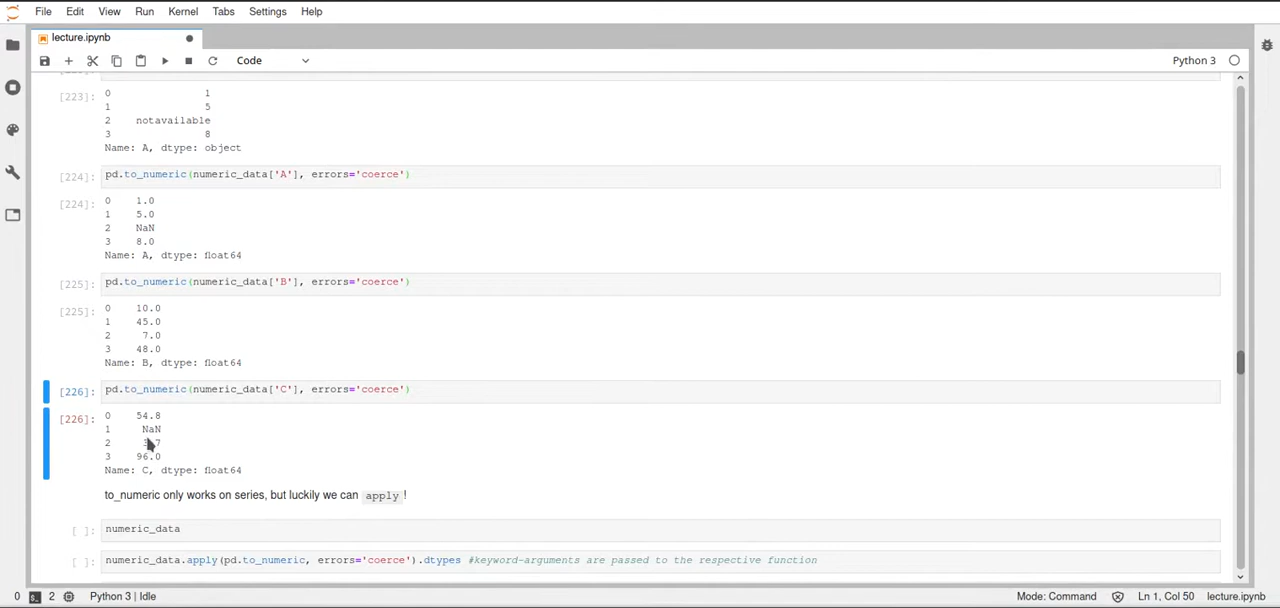 File Edit View Run Kernel Tabs Settings Help
lecture.ipynb
Code
Python 3
[223]:
0 1
1 5
2 notavailable
3 8
Name: A, dtype: object
[224]: pd.to_numeric(numeric_data['A'], errors='coerce')
[224]:
0 1.0
1 5.0
2 NaN
3 8.0
Name: A, dtype: float64
[225]: pd.to_numeric(numeric_data['B'], errors='coerce')
[225]:
0 10.0
1 45.0
2 7.0
3 48.0
Name: B, dtype: float64
[226]: pd.to_numeric(numeric_data['C'], errors='coerce')
[226]:
0 54.8
1 NaN
2
3 96.0
Name: C, dtype: float64
to_numeric only works on series, but luckily we can apply!
[ ]: numeric_data
[ ]: numeric_data.apply(pd.to_numeric, errors='coerce').dtypes #keyword-arguments are passed to the respective function
0 2 Python 3 | Idle Mode: Command Ln 1, Col 50 lecture.ipynb